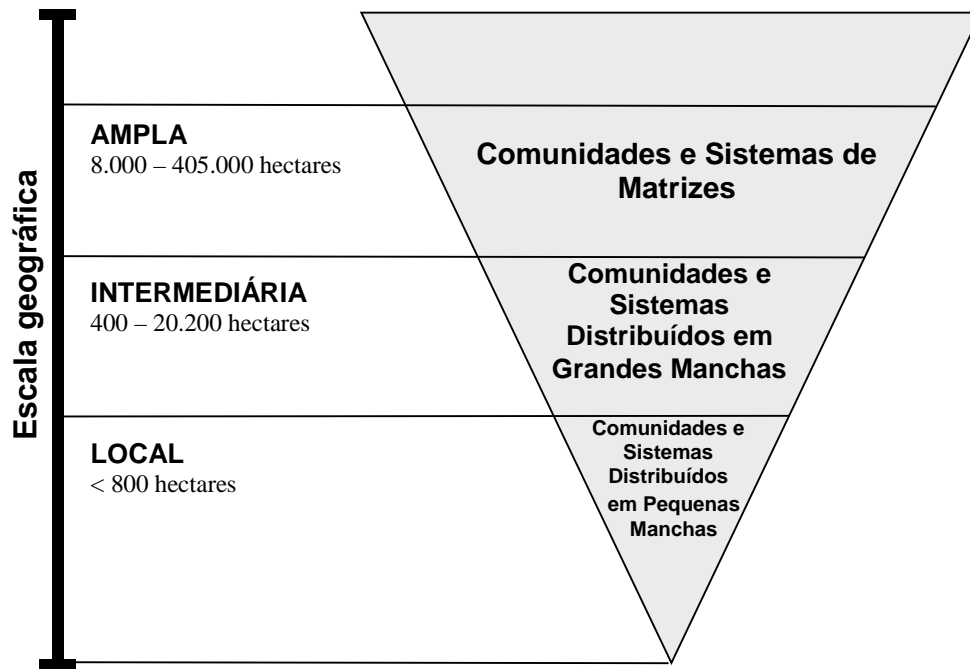 Escala geográfica
AMPLA
8.000 – 405.000 hectares
Comunidades e Sistemas de
Matrizes
INTERMEDIÁRIA
400 – 20.200 hectares
Comunidades e
Sistemas
Distribuídos em
Grandes Manchas
LOCAL
< 800 hectares
Comunidades e
Sistemas
Distribuídos
em Pequenas
Manchas